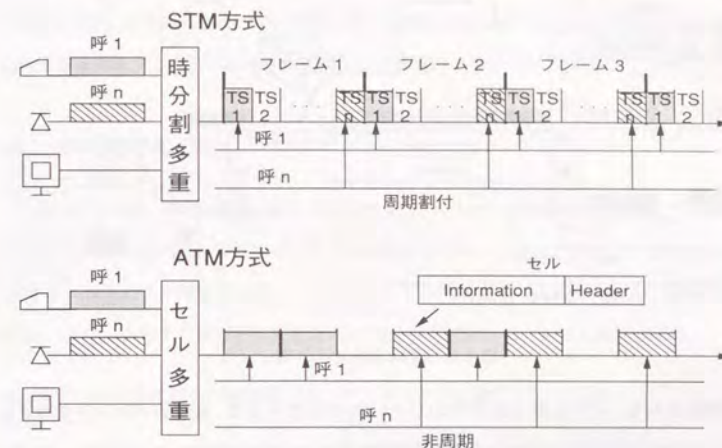 STM方式
呼 1
呼 n
時分割多重
フレーム 1
フレーム 2
フレーム 3
TS 1
TS 2
. . . .
TS n
TS 1
TS 2
. . . .
TS n
TS 1
TS 2
. . . .
TS n
TS 1
TS 2
呼 1
呼 n
周期割付
ATM方式
呼 1
呼 n
セル多重
セル
Information
Header
呼 1
呼 n
非周期